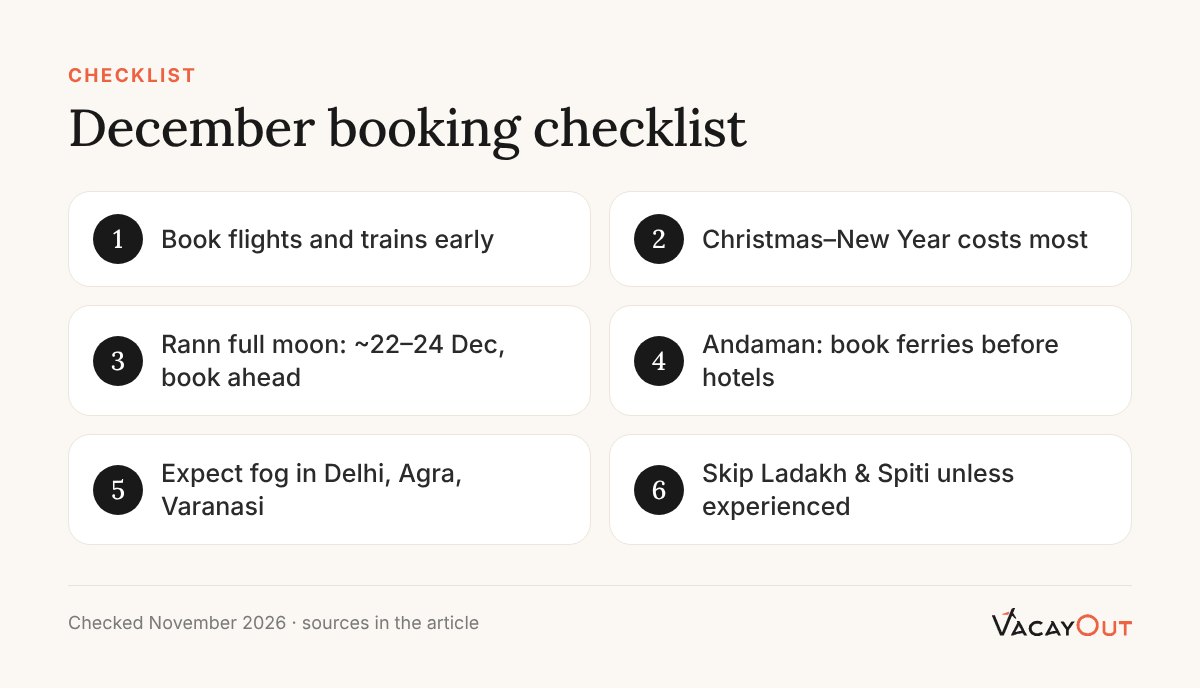 CHECKLIST
December booking checklist
1 Book flights and trains early
2 Christmas–New Year costs most
3 Rann full moon: ~22–24 Dec,
book ahead
4 Andaman: book ferries before
hotels
5 Expect fog in Delhi, Agra,
Varanasi
6 Skip Ladakh & Spiti unless
experienced
Checked November 2026 · sources in the article
VACAYOUT